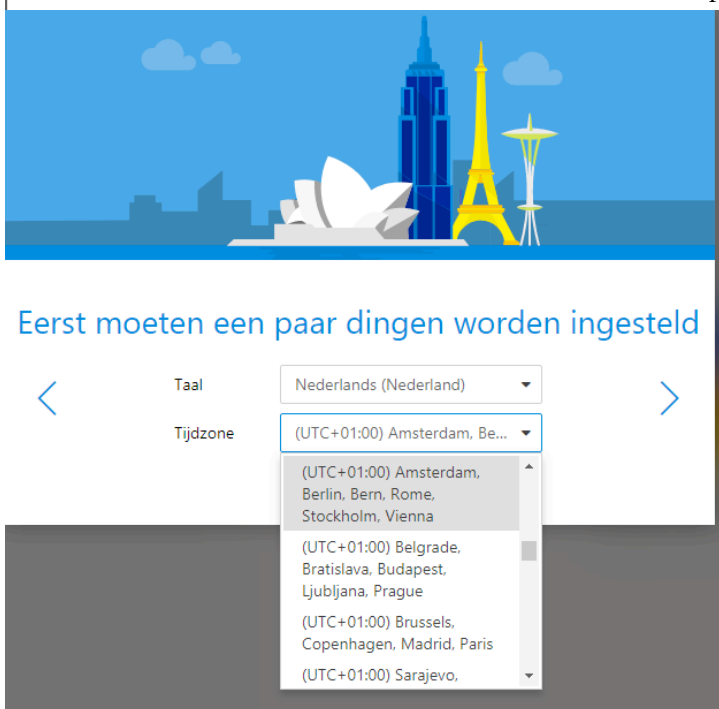 Eerst moeten een paar dingen worden ingesteld
Taal
Nederlands (Nederland)
Tijdzone
(UTC+01:00) Amsterdam, Be...
(UTC+01:00) Amsterdam,
Berlin, Bern, Rome,
Stockholm, Vienna
(UTC+01:00) Belgrade,
Bratislava, Budapest,
Ljubljana, Prague
(UTC+01:00) Brussels,
Copenhagen, Madrid, Paris
(UTC+01:00) Sarajevo,